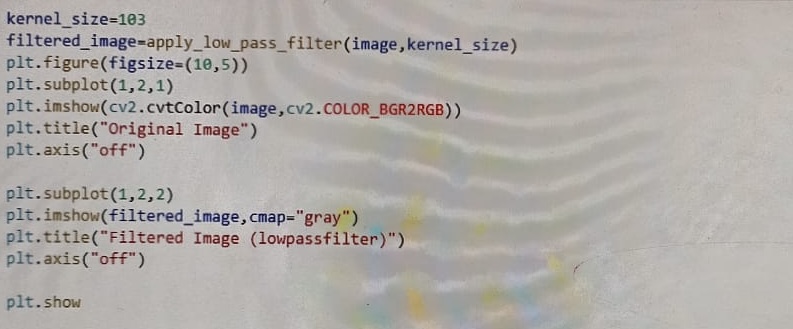 kernel_size=103
filtered_image=apply_low_pass_filter(image,kernel_size)
plt.figure(figsize=(10,5))
plt.subplot(1,2,1)
plt.imshow(cv2.cvtColor(image,cv2.COLOR_BGR2RGB))
plt.title("Original Image")
plt.axis("off")
plt.subplot(1,2,2)
plt.imshow(filtered_image,cmap="gray")
plt.title("Filtered Image (lowpassfilter)")
plt.axis("off")
plt.show